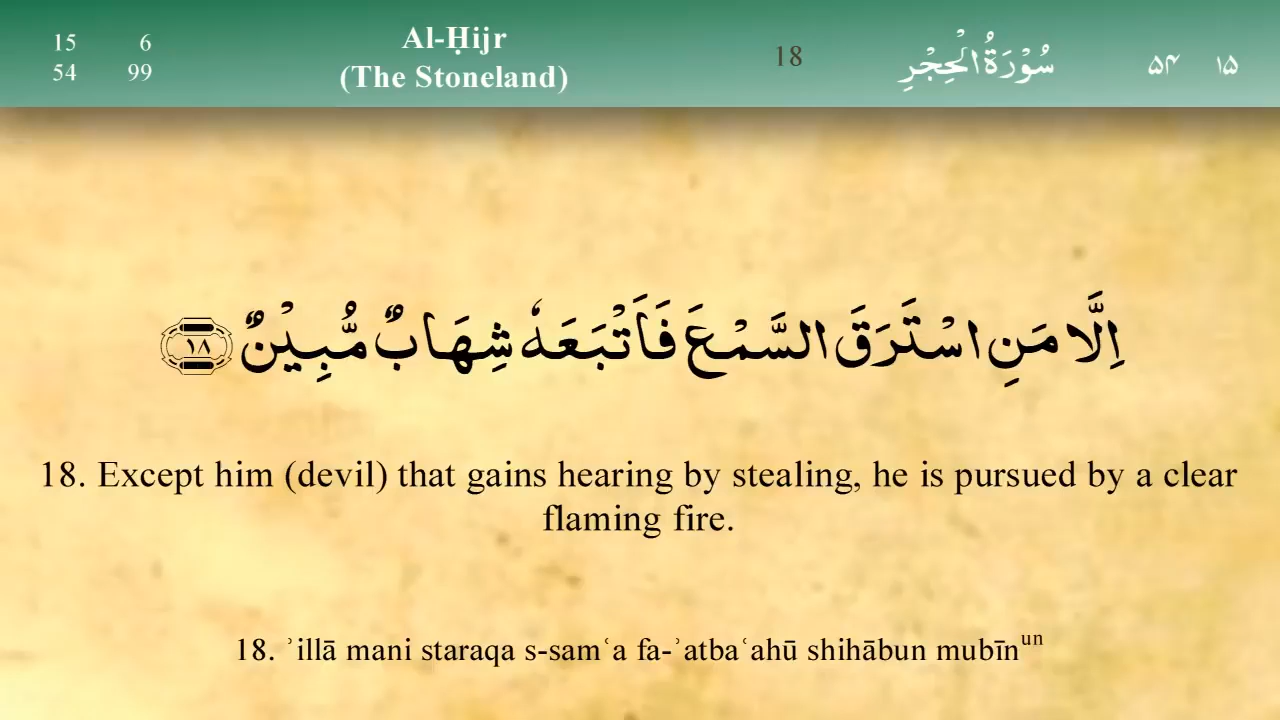 15 6 Al-Ḥijr 18 سُوْرَةُ الْحِجْرِ ۵۴ ۱۵
54 99 (The Stoneland)
اِلَّا مَنِ اسْتَرَقَ السَّمْعَ فَاَتْبَعَهٗ شِهَابٌ مُّبِيْنٌ ۱۸
18. Except him (devil) that gains hearing by stealing, he is pursued by a clear
flaming fire.
18. ʾillā mani staraqa s-samʿa fa-ʾatbaʿahū shihābun mubīnun